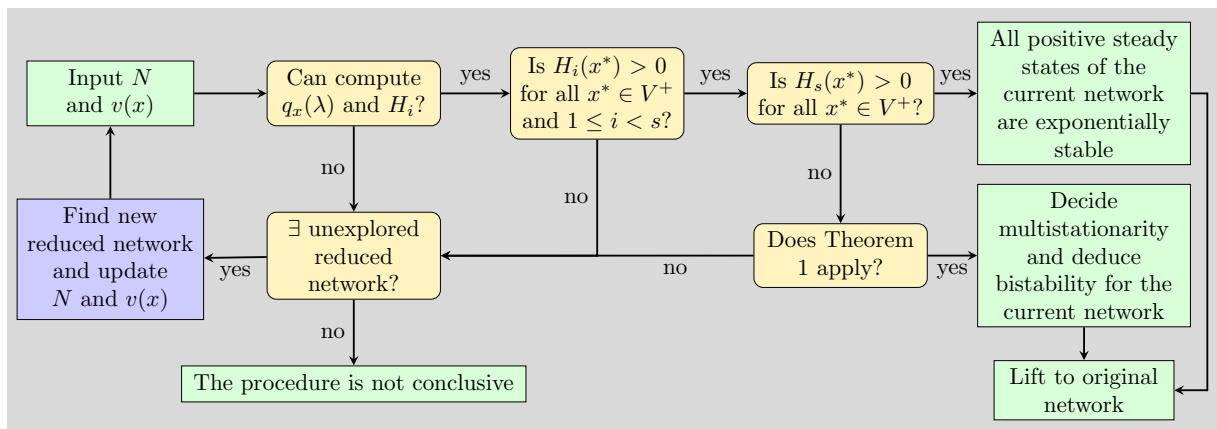 Input N
and v(x)
Can compute
q_x(λ) and H_i?
yes
Is H_i(x*) > 0
for all x* ∈ V⁺
and 1 ≤ i < s?
yes
Is H_s(x*) > 0
for all x* ∈ V⁺?
yes
All positive steady
states of the
current network
are exponentially
stable
no
no
no
Find new
reduced network
and update
N and v(x)
yes
∃ unexplored
reduced
network?
no
Does Theorem
1 apply?
yes
Decide
multistationarity
and deduce
bistability for the
current network
no
The procedure is not conclusive
Lift to original
network